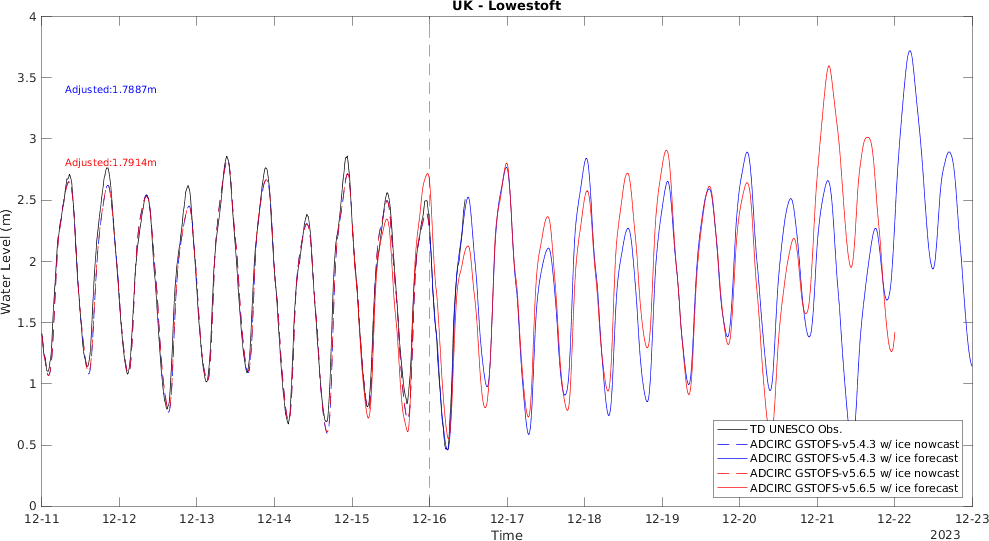 UK - Lowestoft
4
3.5
3
2.5
2
1.5
1
0.5
0
Water Level (m)
Adjusted:1.7887m
Adjusted:1.7914m
TD UNESCO Obs.
ADCIRC GSTOFS-v5.4.3 w/ ice nowcast
ADCIRC GSTOFS-v5.4.3 w/ ice forecast
ADCIRC GSTOFS-v5.6.5 w/ ice nowcast
ADCIRC GSTOFS-v5.6.5 w/ ice forecast
12-11 12-12 12-13 12-14 12-15 12-16 12-17 12-18 12-19 12-20 12-21 12-22 12-23
Time
2023